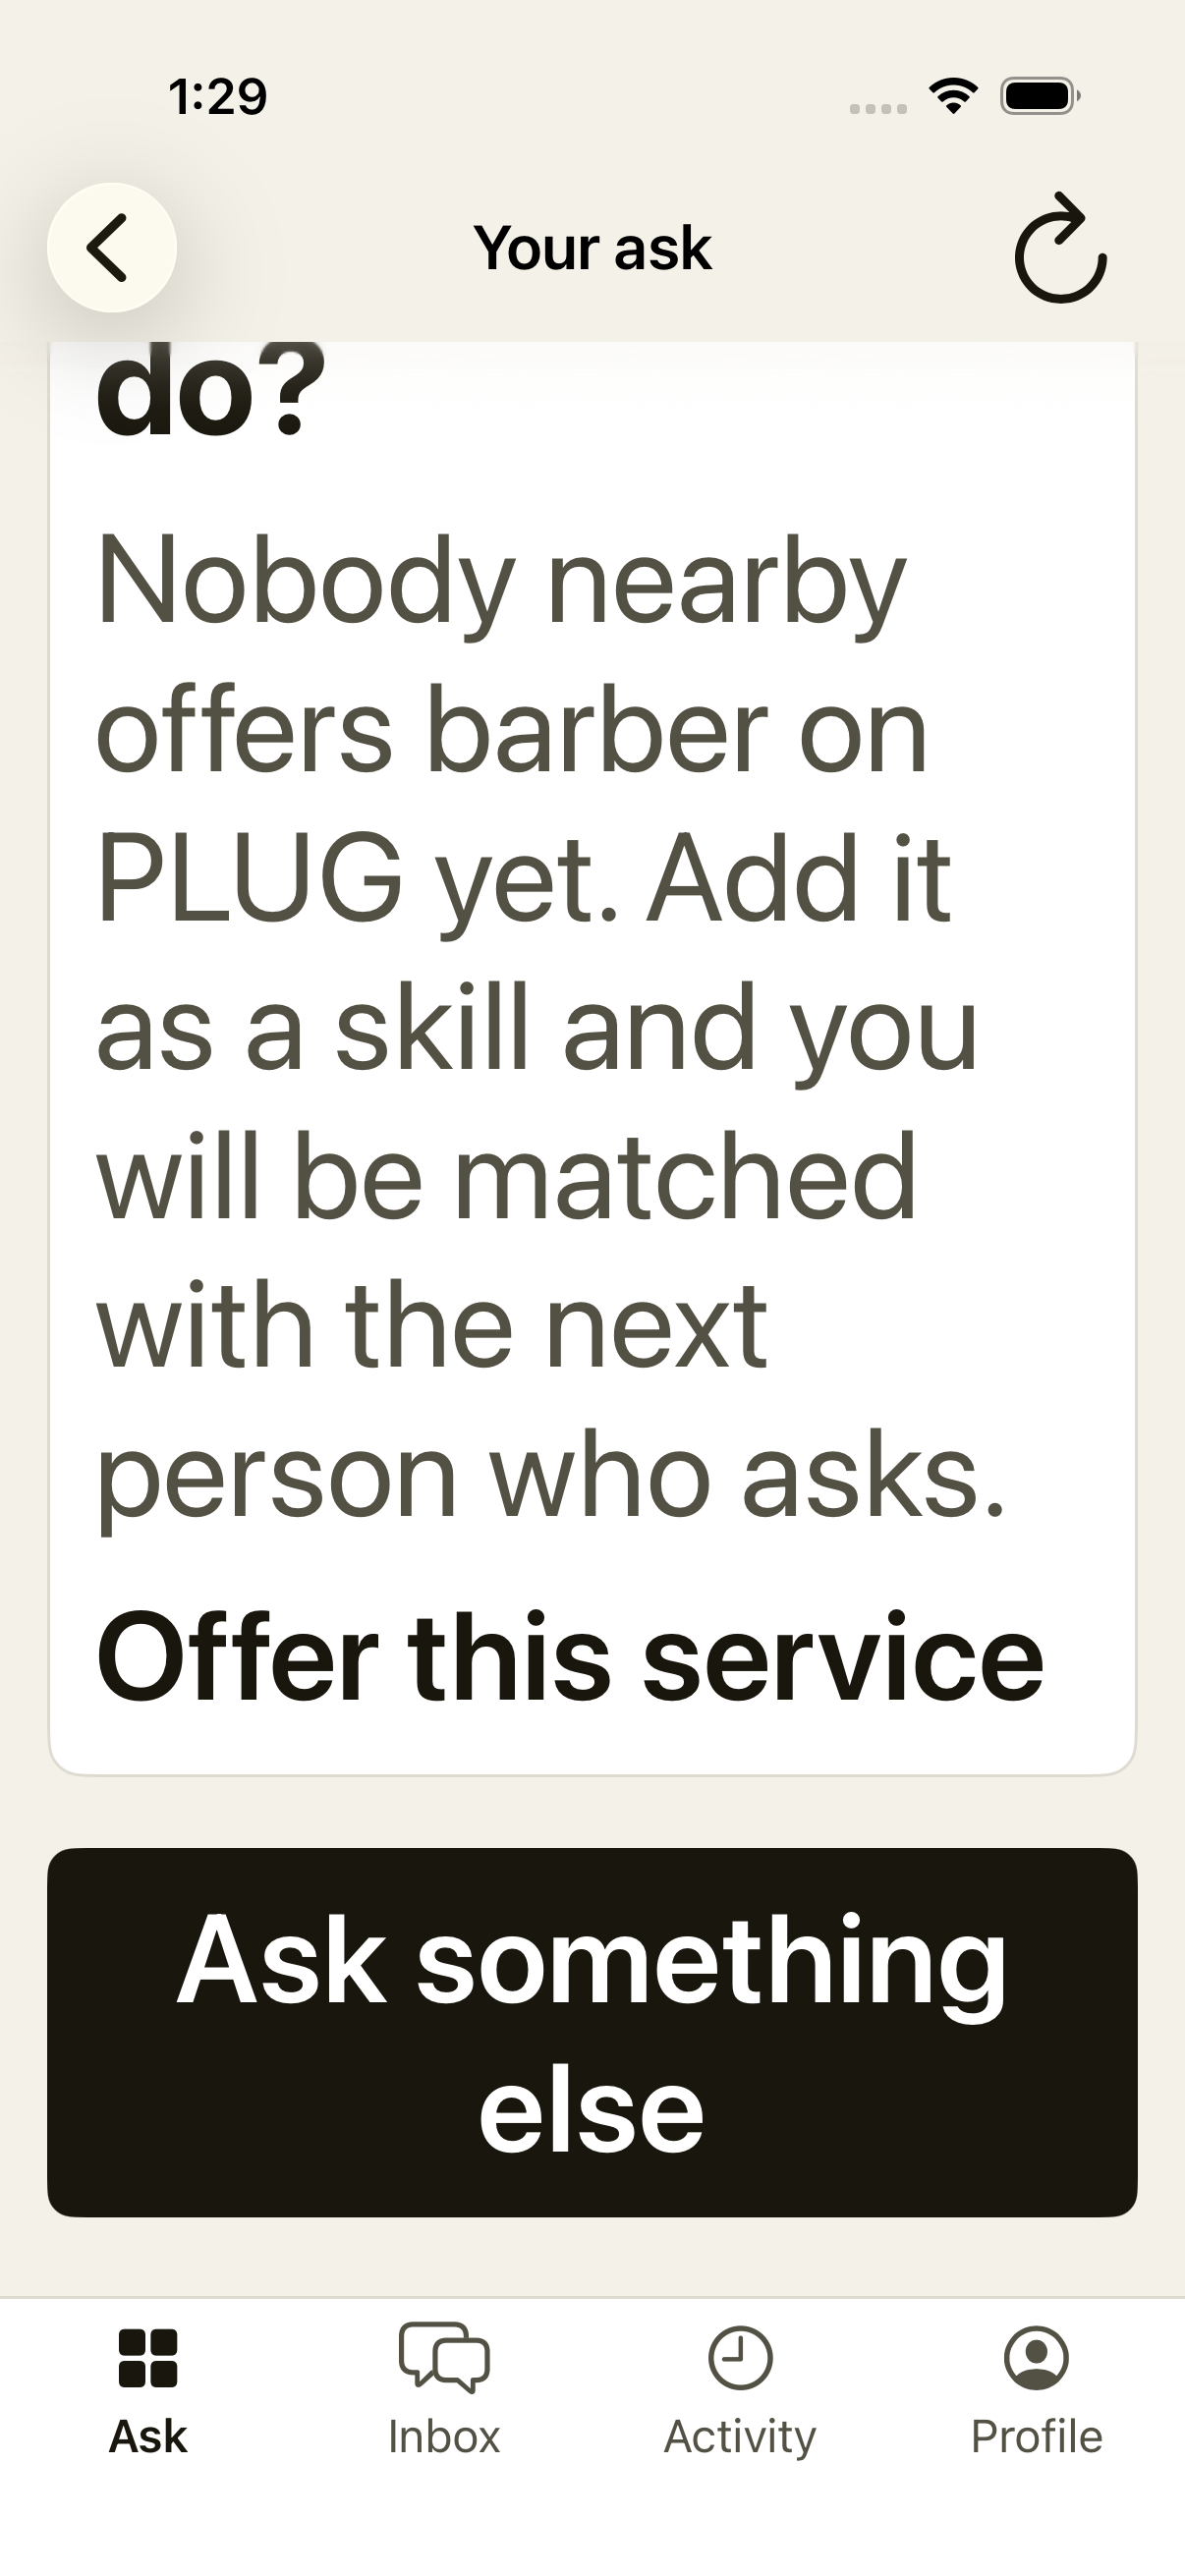 1:29
Your ask
do?
Nobody nearby
offers barber on
PLUG yet. Add it
as a skill and you
will be matched
with the next
person who asks.
Offer this service
Ask something
else
Ask
Inbox
Activity
Profile